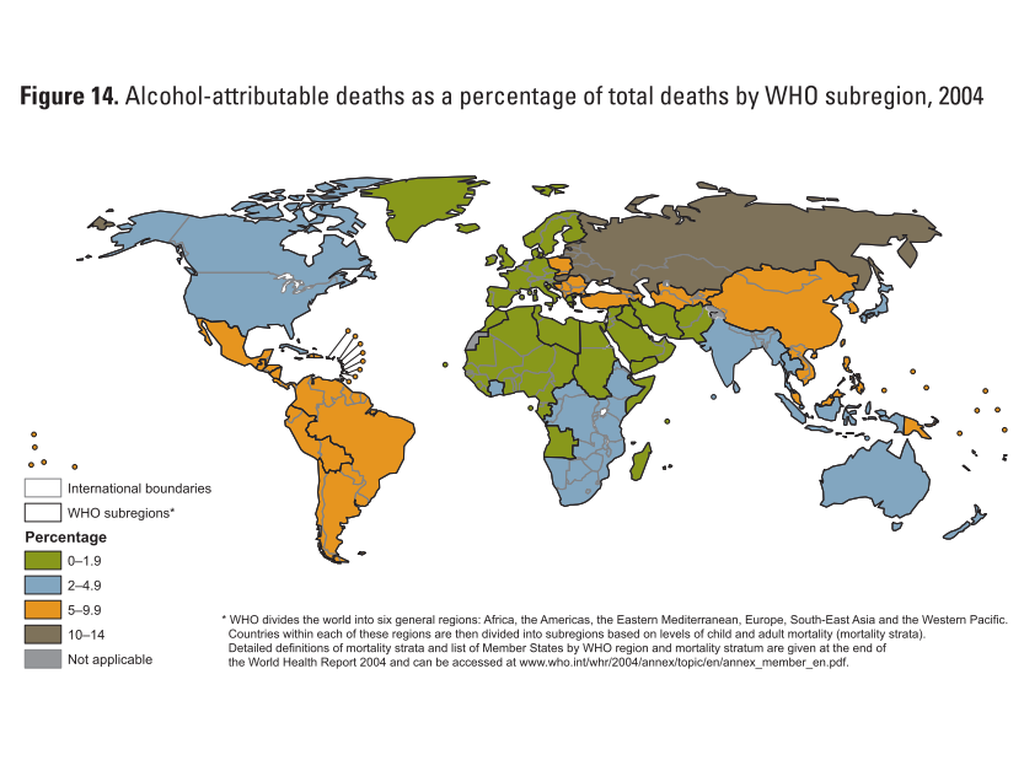 Figure 14. Alcohol-attributable deaths as a percentage of total deaths by WHO subregion, 2004
International boundaries
WHO subregions*
Percentage
0–1.9
2–4.9
5–9.9
10–14
Not applicable
* WHO divides the world into six general regions: Africa, the Americas, the Eastern Mediterranean, Europe, South-East Asia and the Western Pacific.
Countries within each of these regions are then divided into subregions based on levels of child and adult mortality (mortality strata).
Detailed definitions of mortality strata and list of Member States by WHO region and mortality stratum are given at the end of
the World Health Report 2004 and can be accessed at www.who.int/whr/2004/annex/topic/en/annex_member_en.pdf.